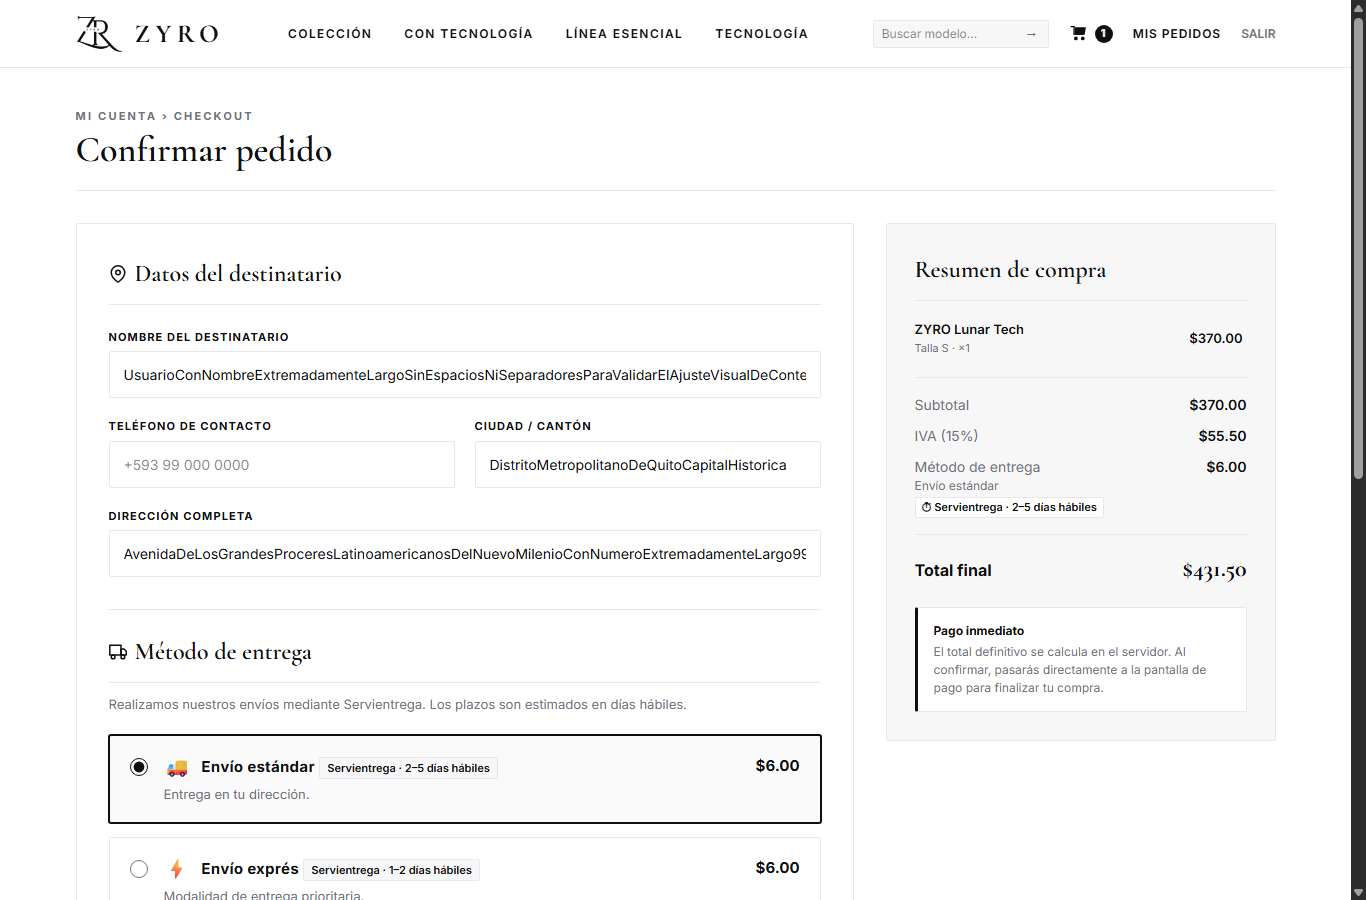 ZR ZYRO
COLECCIÓN
CON TECNOLOGÍA
LÍNEA ESENCIAL
TECNOLOGÍA
Buscar modelo... →
1
MIS PEDIDOS
SALIR
MI CUENTA › CHECKOUT
Confirmar pedido
Datos del destinatario
NOMBRE DEL DESTINATARIO
UsuarioConNombreExtremadamenteLargoSinEspaciosNiSeparadoresParaValidarElAjusteVisualDeConte
TELÉFONO DE CONTACTO
+593 99 000 0000
CIUDAD / CANTÓN
DistritoMetropolitanoDeQuitoCapitalHistorica
DIRECCIÓN COMPLETA
AvenidaDeLosGrandesProceresLatinoamericanosDelNuevoMilenioConNumeroExtremadamenteLargo99
Método de entrega
Realizamos nuestros envíos mediante Servientrega. Los plazos son estimados en días hábiles.
Envío estándar Servientrega · 2–5 días hábiles $6.00
Entrega en tu dirección.
Envío exprés Servientrega · 1–2 días hábiles $6.00
Modalidad de entrega prioritaria.
Resumen de compra
ZYRO Lunar Tech $370.00
Talla S · ×1
Subtotal $370.00
IVA (15%) $55.50
Método de entrega $6.00
Envío estándar
Servientrega · 2–5 días hábiles
Total final $431.50
Pago inmediato
El total definitivo se calcula en el servidor. Al
confirmar, pasarás directamente a la pantalla de
pago para finalizar tu compra.